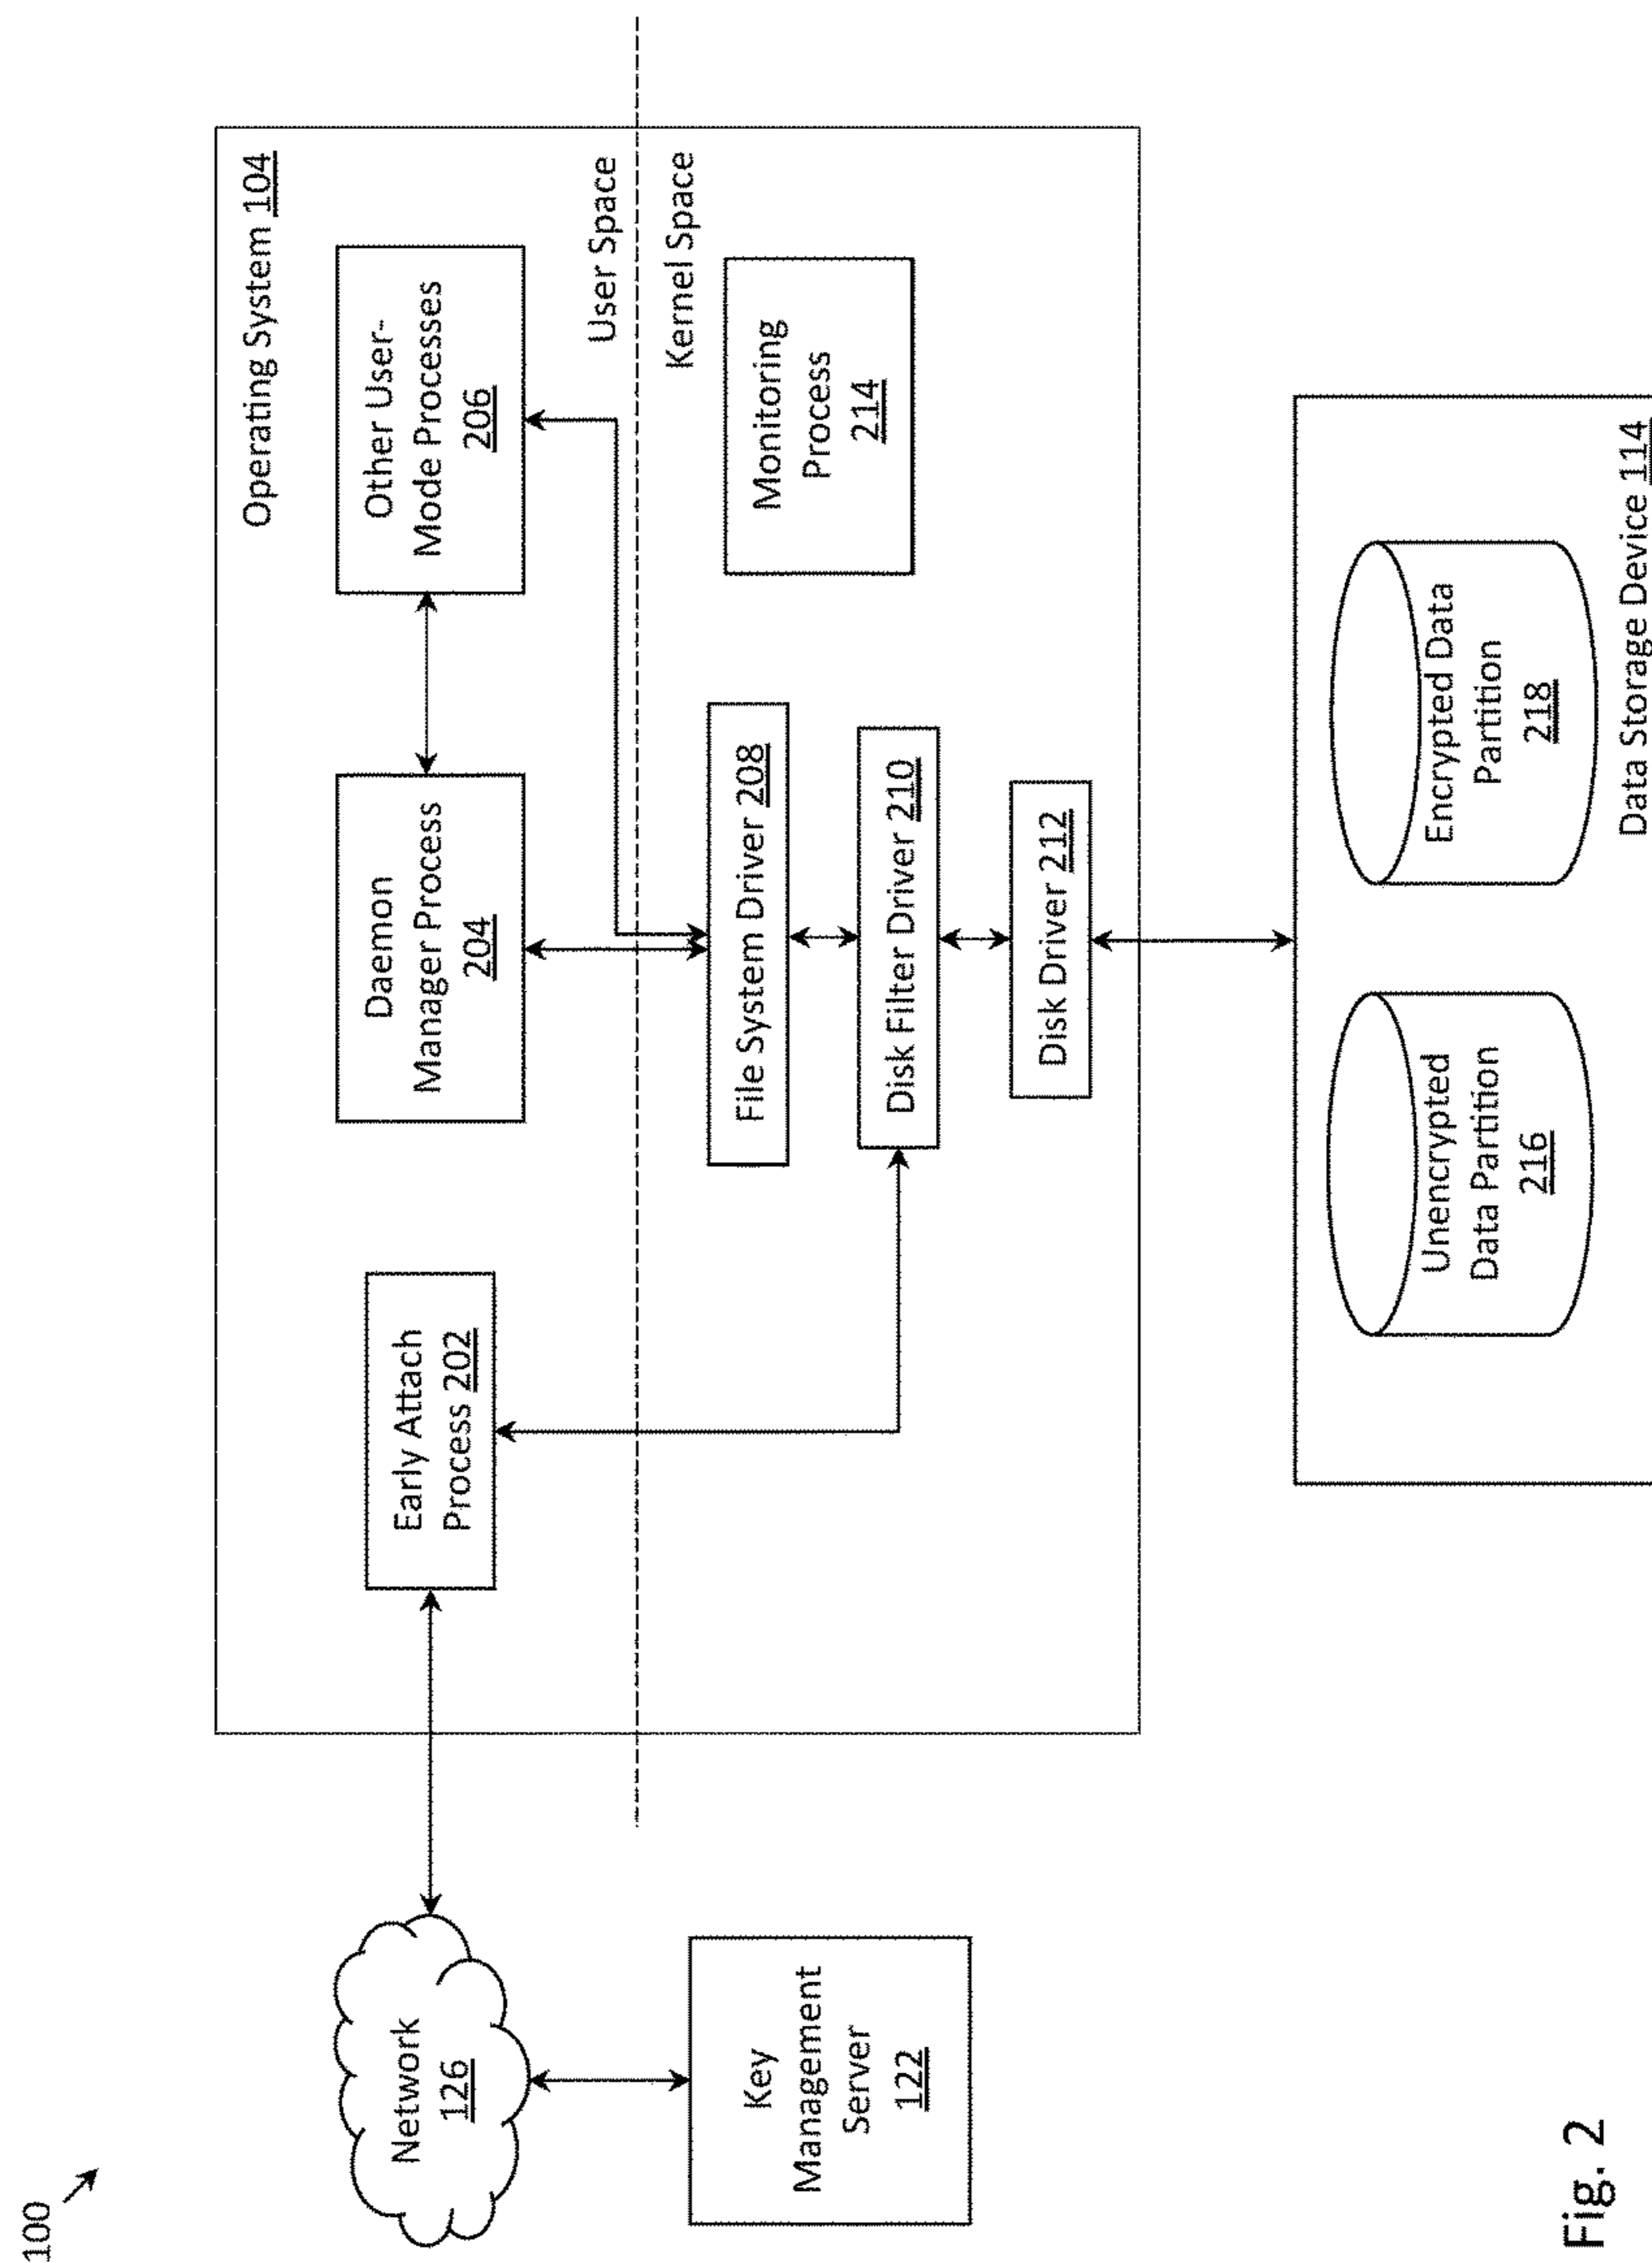 100
Operating System 104
Network
126
Early Attach
Process 202
Daemon
Manager Process
204
Other User-
Mode Processes
206
User Space
Kernel Space
Key
Management
Server
122
File System Driver 208
Disk Filter Driver 210
Disk Driver 212
Monitoring
Process
214
Unencrypted
Data Partition
216
Encrypted Data
Partition
218
Data Storage Device 114
Fig. 2